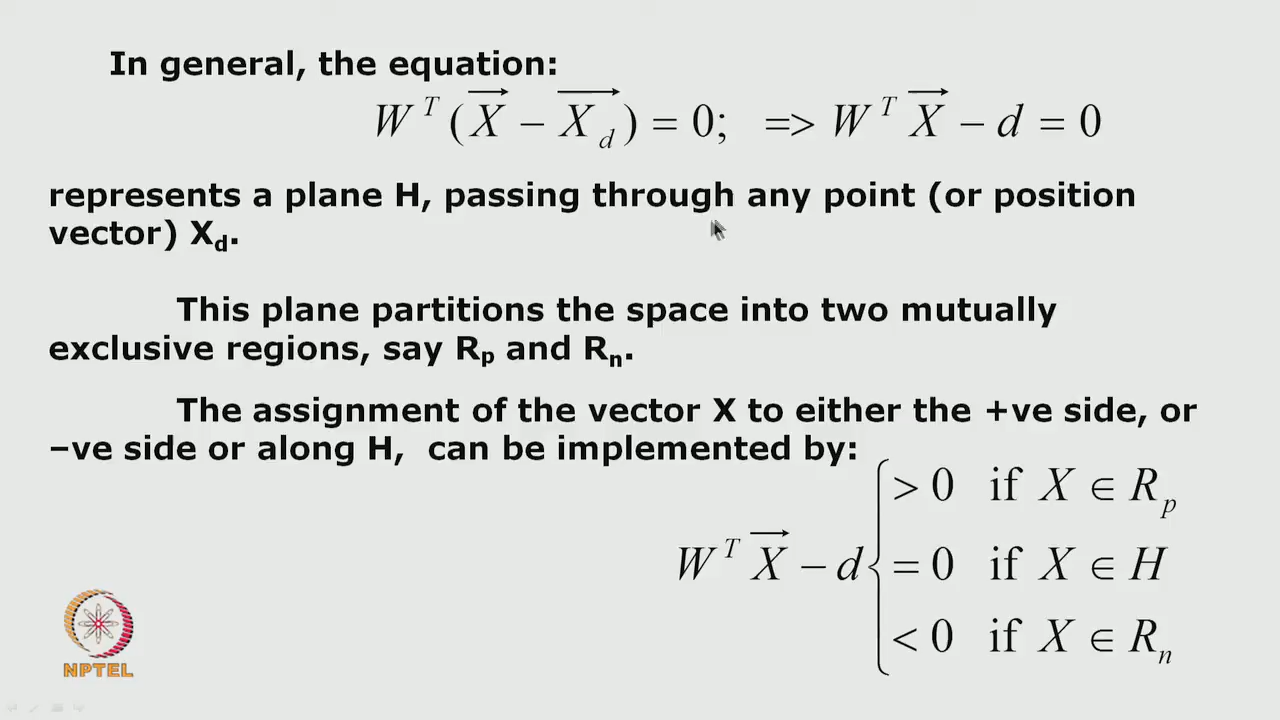 In general, the equation:
W^T (X⃗ − X⃗_d) = 0; => W^T X⃗ − d = 0
represents a plane H, passing through any point (or position
vector) X_d.
This plane partitions the space into two mutually
exclusive regions, say R_p and R_n.
The assignment of the vector X to either the +ve side, or
–ve side or along H, can be implemented by:
> 0 if X ∈ R_p
W^T X⃗ − d { = 0 if X ∈ H
< 0 if X ∈ R_n
NPTEL